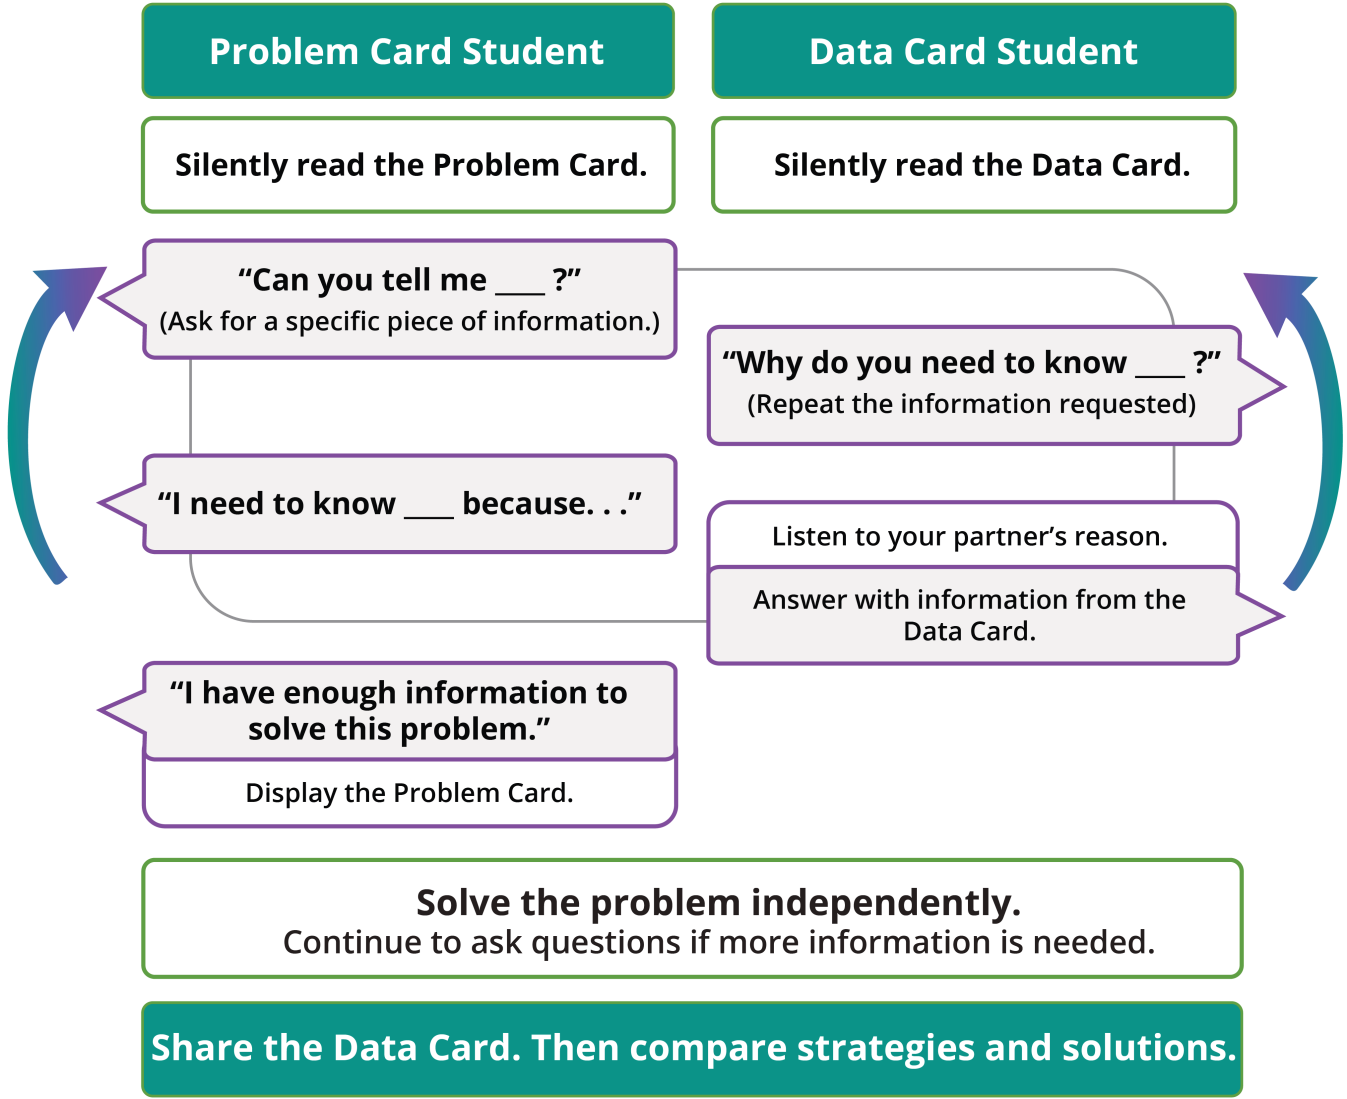 Problem Card Student
Data Card Student
Silently read the Problem Card.
Silently read the Data Card.
“Can you tell me ____ ?”
(Ask for a specific piece of information.)
“Why do you need to know ____ ?”
(Repeat the information requested)
“I need to know ____ because. . .”
Listen to your partner’s reason.
Answer with information from the
Data Card.
“I have enough information to
solve this problem.”
Display the Problem Card.
Solve the problem independently.
Continue to ask questions if more information is needed.
Share the Data Card. Then compare strategies and solutions.